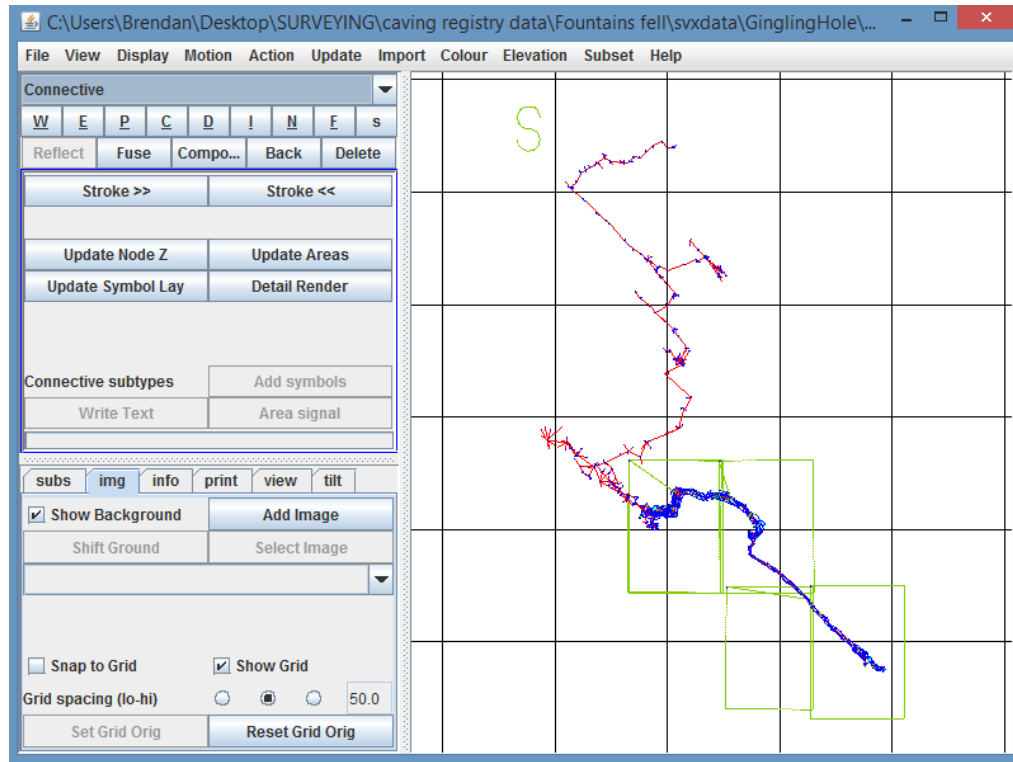 C:\Users\Brendan\Desktop\SURVEYING\caving registry data\Fountains fell\svxdata\GinglingHole\...
File View Display Motion Action Update Import Colour Elevation Subset Help
Connective
W E P C D I N F s
Reflect Fuse Compo... Back Delete
Stroke >> Stroke <<
Update Node Z Update Areas
Update Symbol Lay Detail Render
Connective subtypes Add symbols
Write Text Area signal
subs img info print view tilt
Show Background Add Image
Shift Ground Select Image
Snap to Grid Show Grid
Grid spacing (lo-hi) 50.0
Set Grid Orig Reset Grid Orig
S